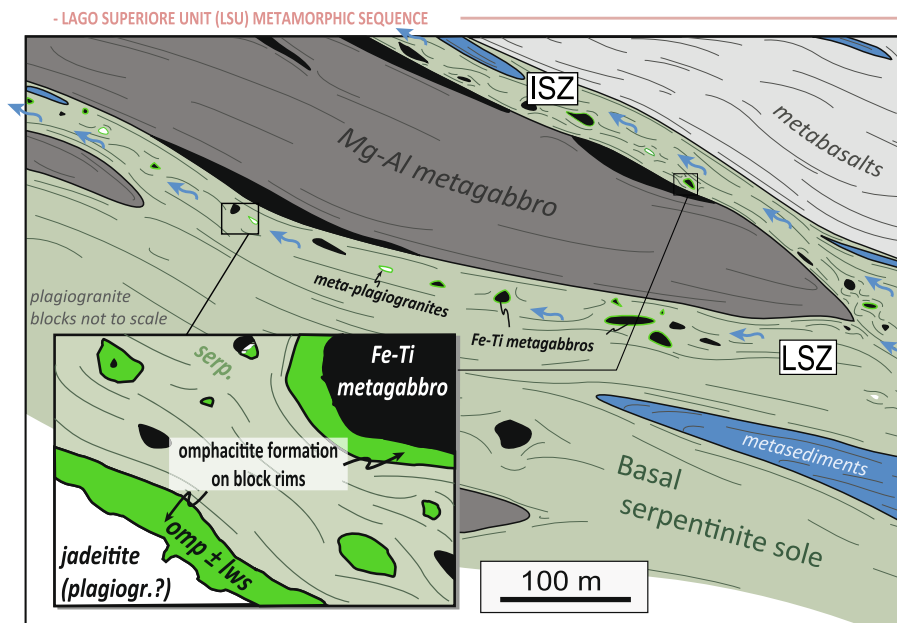 - LAGO SUPERIORE UNIT (LSU) METAMORPHIC SEQUENCE
ISZ
metabasalts
Mg-Al metagabbro
plagiogranite
blocks not to scale
meta-plagiogranites
Fe-Ti metagabbros
LSZ
serp.
Fe-Ti
metagabbro
omphacitite formation
on block rims
omp ± lws
jadeitite
(plagiogr.?)
metasediments
Basal
serpentinite sole
100 m